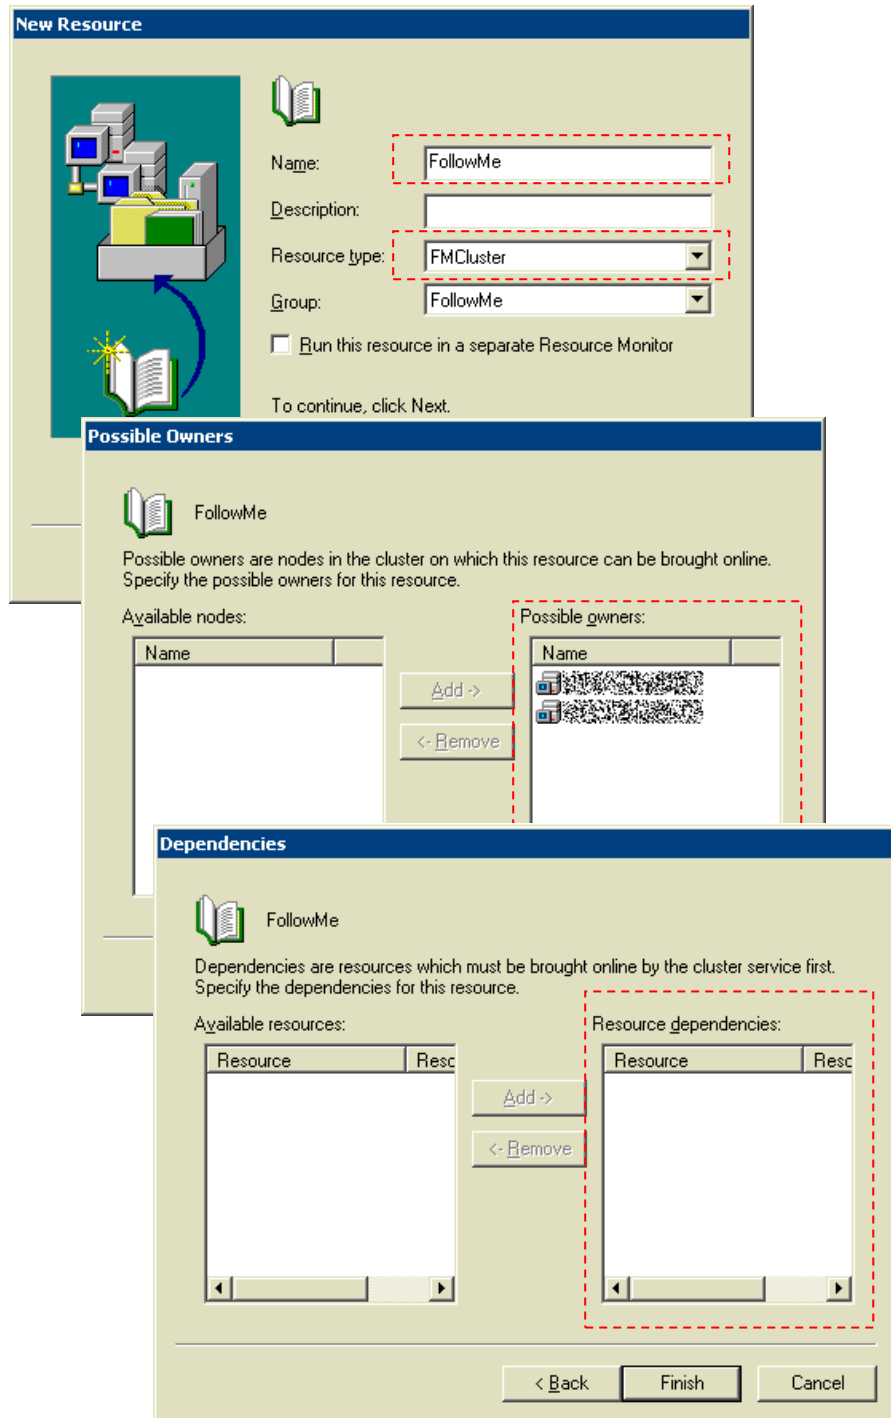 New Resource
Name: FollowMe
Description:
Resource type: FMCluster
Group: FollowMe
Run this resource in a separate Resource Monitor
To continue, click Next.
Possible Owners
FollowMe
Possible owners are nodes in the cluster on which this resource can be brought online.
Specify the possible owners for this resource.
Available nodes: Possible owners:
Name Name
Add ->
<- Remove
Dependencies
FollowMe
Dependencies are resources which must be brought online by the cluster service first.
Specify the dependencies for this resource.
Available resources: Resource dependencies:
Resource Resc Resource Resc
Add ->
<- Remove
< Back Finish Cancel